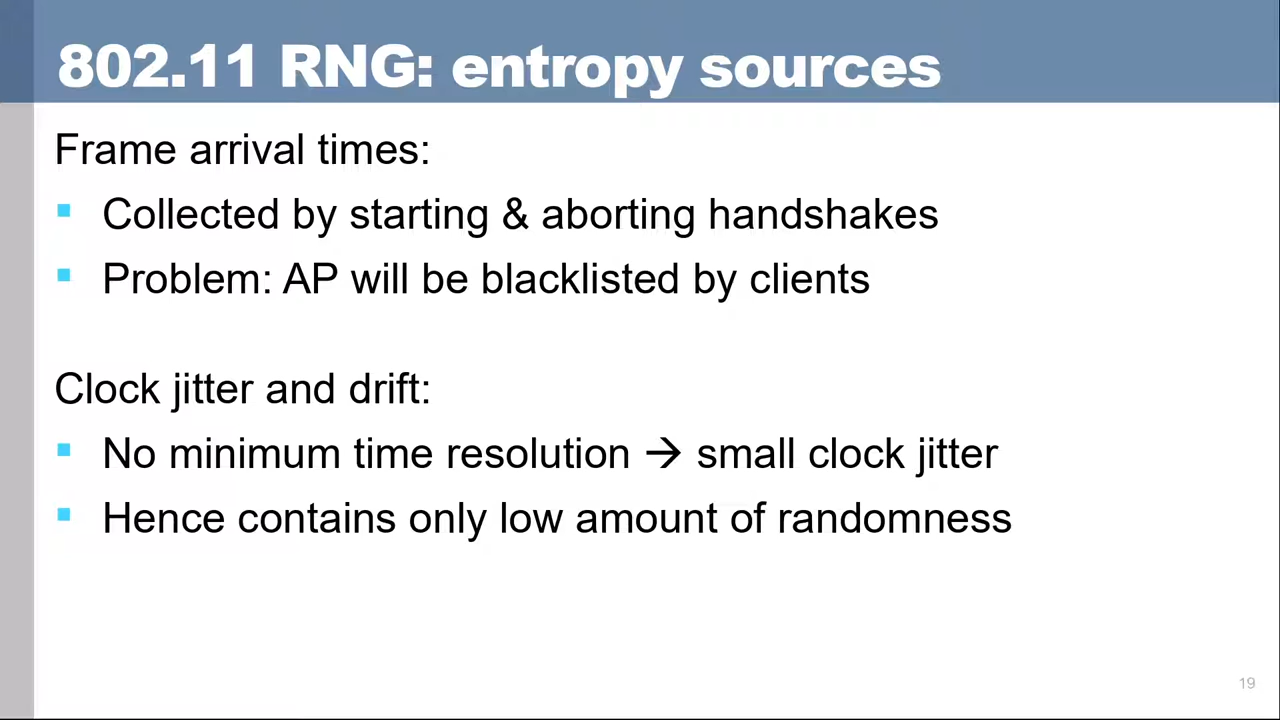 802.11 RNG: entropy sources
Frame arrival times:
▪ Collected by starting & aborting handshakes
▪ Problem: AP will be blacklisted by clients
Clock jitter and drift:
▪ No minimum time resolution → small clock jitter
▪ Hence contains only low amount of randomness
19